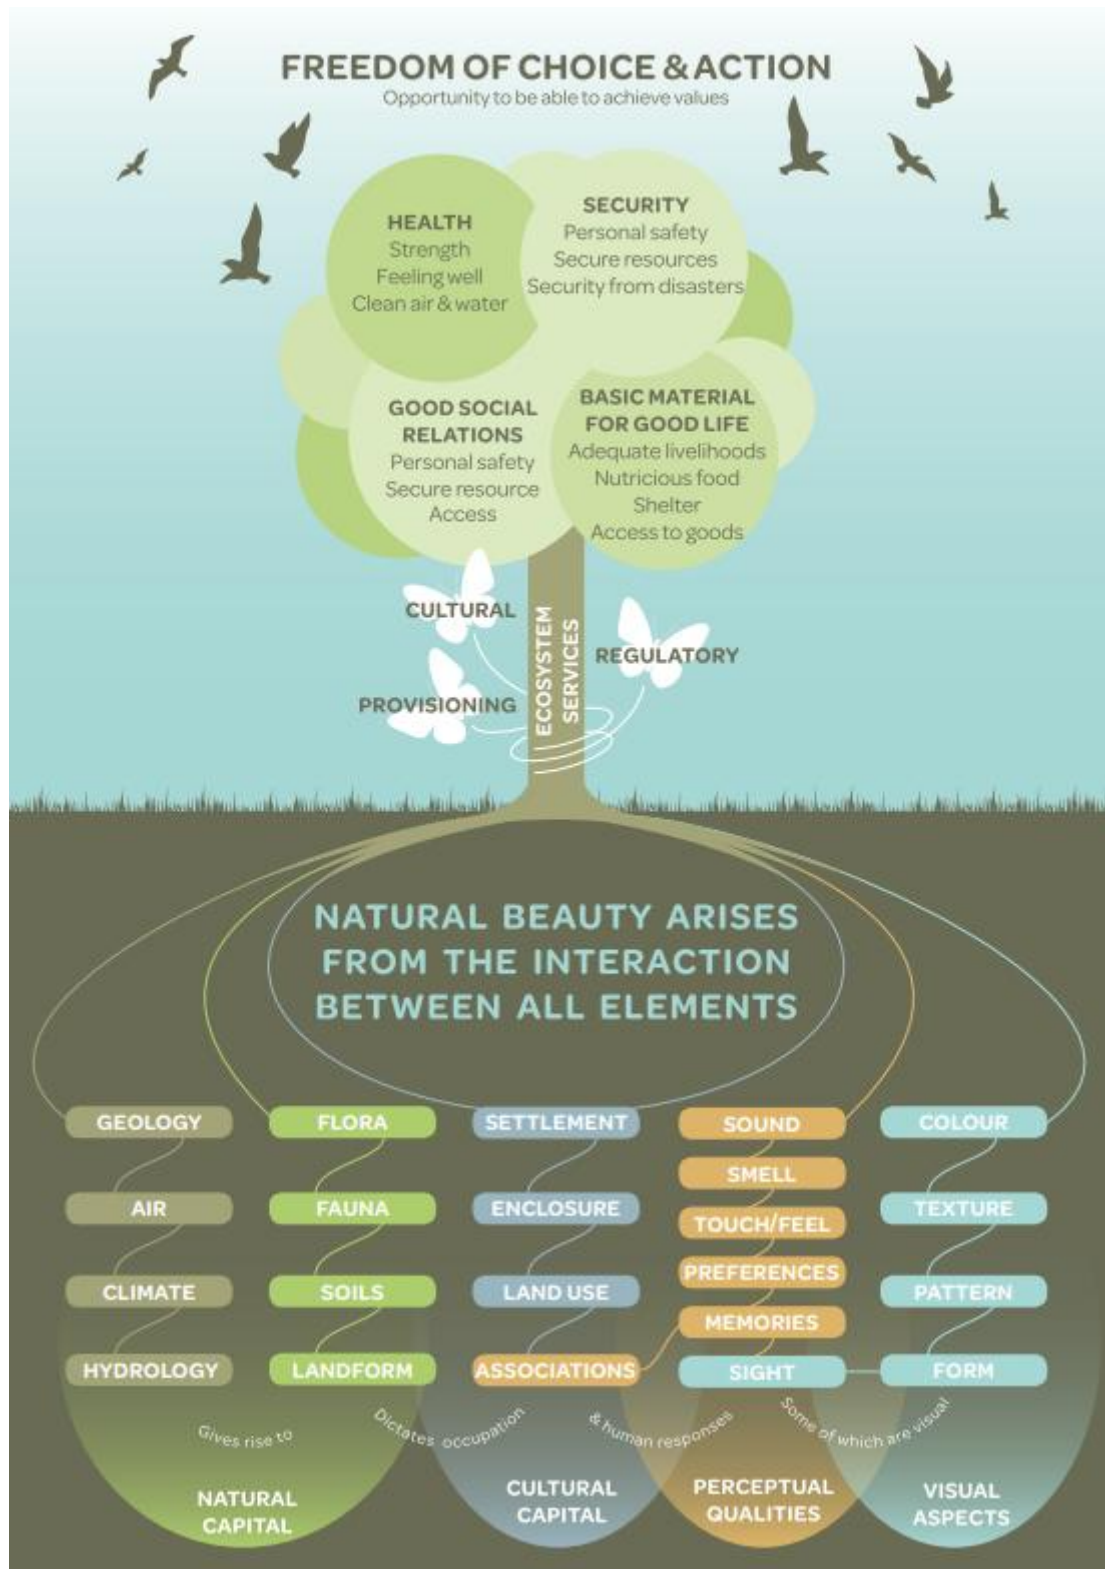 FREEDOM OF CHOICE & ACTION
Opportunity to be able to achieve values
HEALTH
Strength
Feeling well
Clean air & water
SECURITY
Personal safety
Secure resources
Security from disasters
GOOD SOCIAL
RELATIONS
Personal safety
Secure resource
Access
BASIC MATERIAL
FOR GOOD LIFE
Adequate livelihoods
Nutricious food
Shelter
Access to goods
CULTURAL
PROVISIONING
ECOSYSTEM
SERVICES
REGULATORY
NATURAL BEAUTY ARISES
FROM THE INTERACTION
BETWEEN ALL ELEMENTS
GEOLOGY
AIR
CLIMATE
HYDROLOGY
FLORA
FAUNA
SOILS
LANDFORM
SETTLEMENT
ENCLOSURE
LAND USE
ASSOCIATIONS
SOUND
SMELL
TOUCH/FEEL
PREFERENCES
MEMORIES
SIGHT
COLOUR
TEXTURE
PATTERN
FORM
Gives rise to
Dictates occupation
& human responses
Some of which are visual
NATURAL
CAPITAL
CULTURAL
CAPITAL
PERCEPTUAL
QUALITIES
VISUAL
ASPECTS